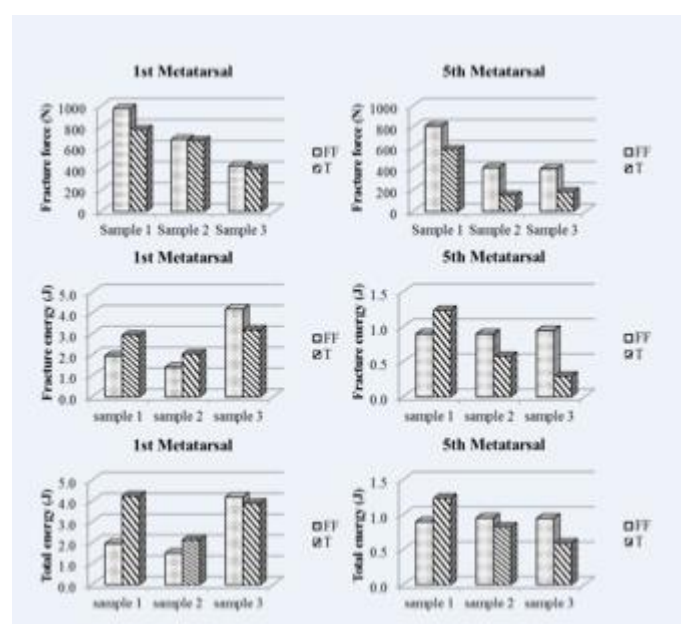 1st Metatarsal
Fracture force (N)
1000
800
600
400
200
0
Sample 1 Sample 2 Sample 3
FF
T
5th Metatarsal
Fracture force (N)
1000
800
600
400
200
0
Sample 1 Sample 2 Sample 3
FF
T
1st Metatarsal
Fracture energy (J)
5.0
4.0
3.0
2.0
1.0
0.0
sample 1 sample 2 sample 3
FF
T
5th Metatarsal
Fracture energy (J)
1.5
1.0
0.5
0.0
sample 1 sample 2 sample 3
FF
T
1st Metatarsal
Total energy (J)
5.0
4.0
3.0
2.0
1.0
0.0
sample 1 sample 2 sample 3
FF
T
5th Metatarsal
Total energy (J)
1.5
1.0
0.5
0.0
sample 1 sample 2 sample 3
FF
T